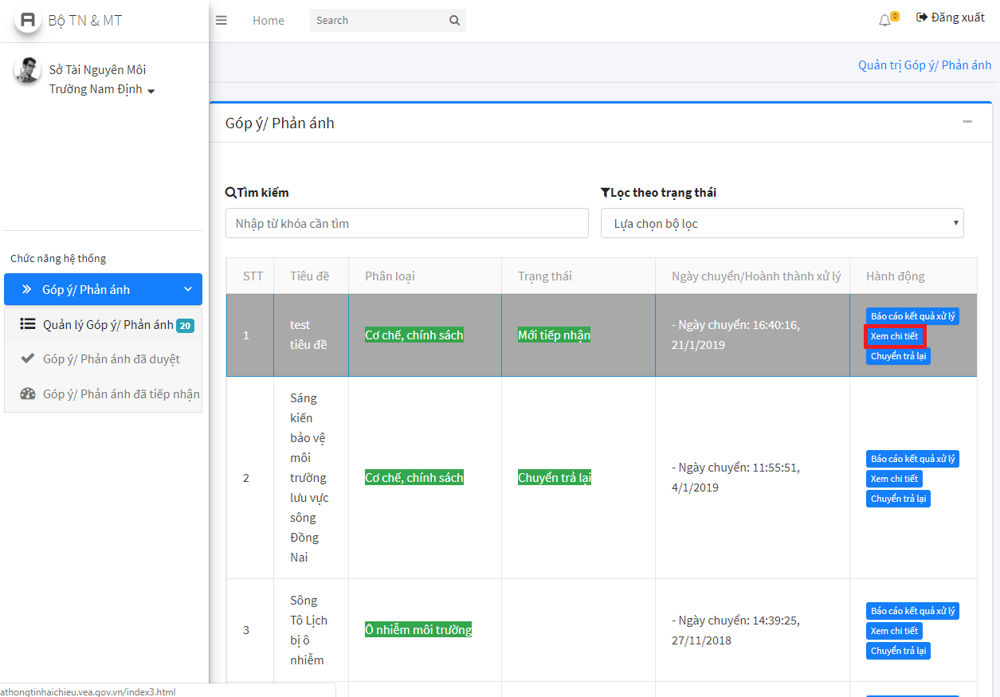 Bộ TN & MT
Home
Search
0
Đăng xuất
Sở Tài Nguyên Môi
Trường Nam Định
Quản trị Góp ý/ Phản ánh
Góp ý/ Phản ánh
Tìm kiếm
Lọc theo trạng thái
Nhập từ khóa cần tìm
Lựa chọn bộ lọc
Chức năng hệ thống
Góp ý/ Phản ánh
Quản lý Góp ý/ Phản ánh 20
Góp ý/ Phản ánh đã duyệt
Góp ý/ Phản ánh đã tiếp nhận
STT
Tiêu đề
Phân loại
Trạng thái
Ngày chuyển/Hoành thành xử lý
Hành động
1
test
tiêu đề
Cơ chế, chính sách
Mới tiếp nhận
- Ngày chuyển: 16:40:16,
21/1/2019
Báo cáo kết quả xử lý
Xem chi tiết
Chuyển trả lại
2
Sáng
kiến
bảo vệ
môi
trường
lưu vực
sông
Đồng
Nai
Cơ chế, chính sách
Chuyển trả lại
- Ngày chuyển: 11:55:51,
4/1/2019
Báo cáo kết quả xử lý
Xem chi tiết
Chuyển trả lại
3
Sông
Tô Lịch
bị ô
nhiễm
Ô nhiễm môi trường
- Ngày chuyển: 14:39:25,
27/11/2018
Báo cáo kết quả xử lý
Xem chi tiết
Chuyển trả lại
athongtinhaichieu.vea.gov.vn/index3.html